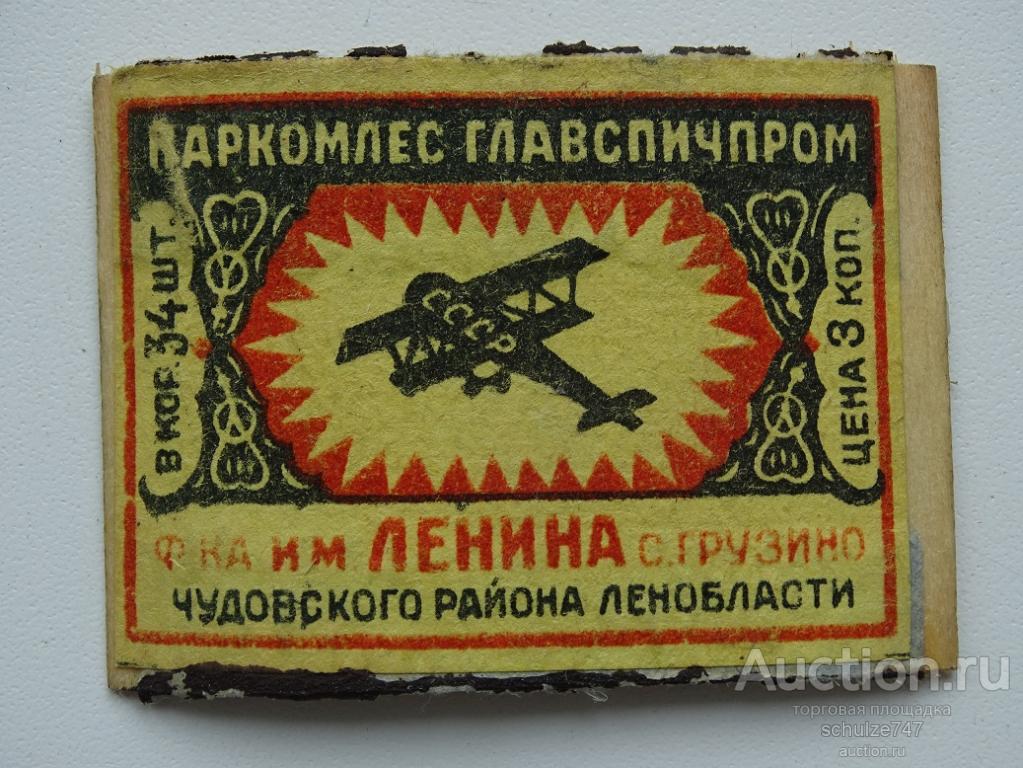 НАРКОМЛЕС ГЛАВСПИЧПРОМ
В КОР. 34 ШТ.
СССР
ЦЕНА 3 КОП.
Ф-КА ИМ ЛЕНИНА С. ГРУЗИНО
ЧУДОВСКОГО РАЙОНА ЛЕНОБЛАСТИ
Auction.ru
торговая площадка
schulze747
auction.ru